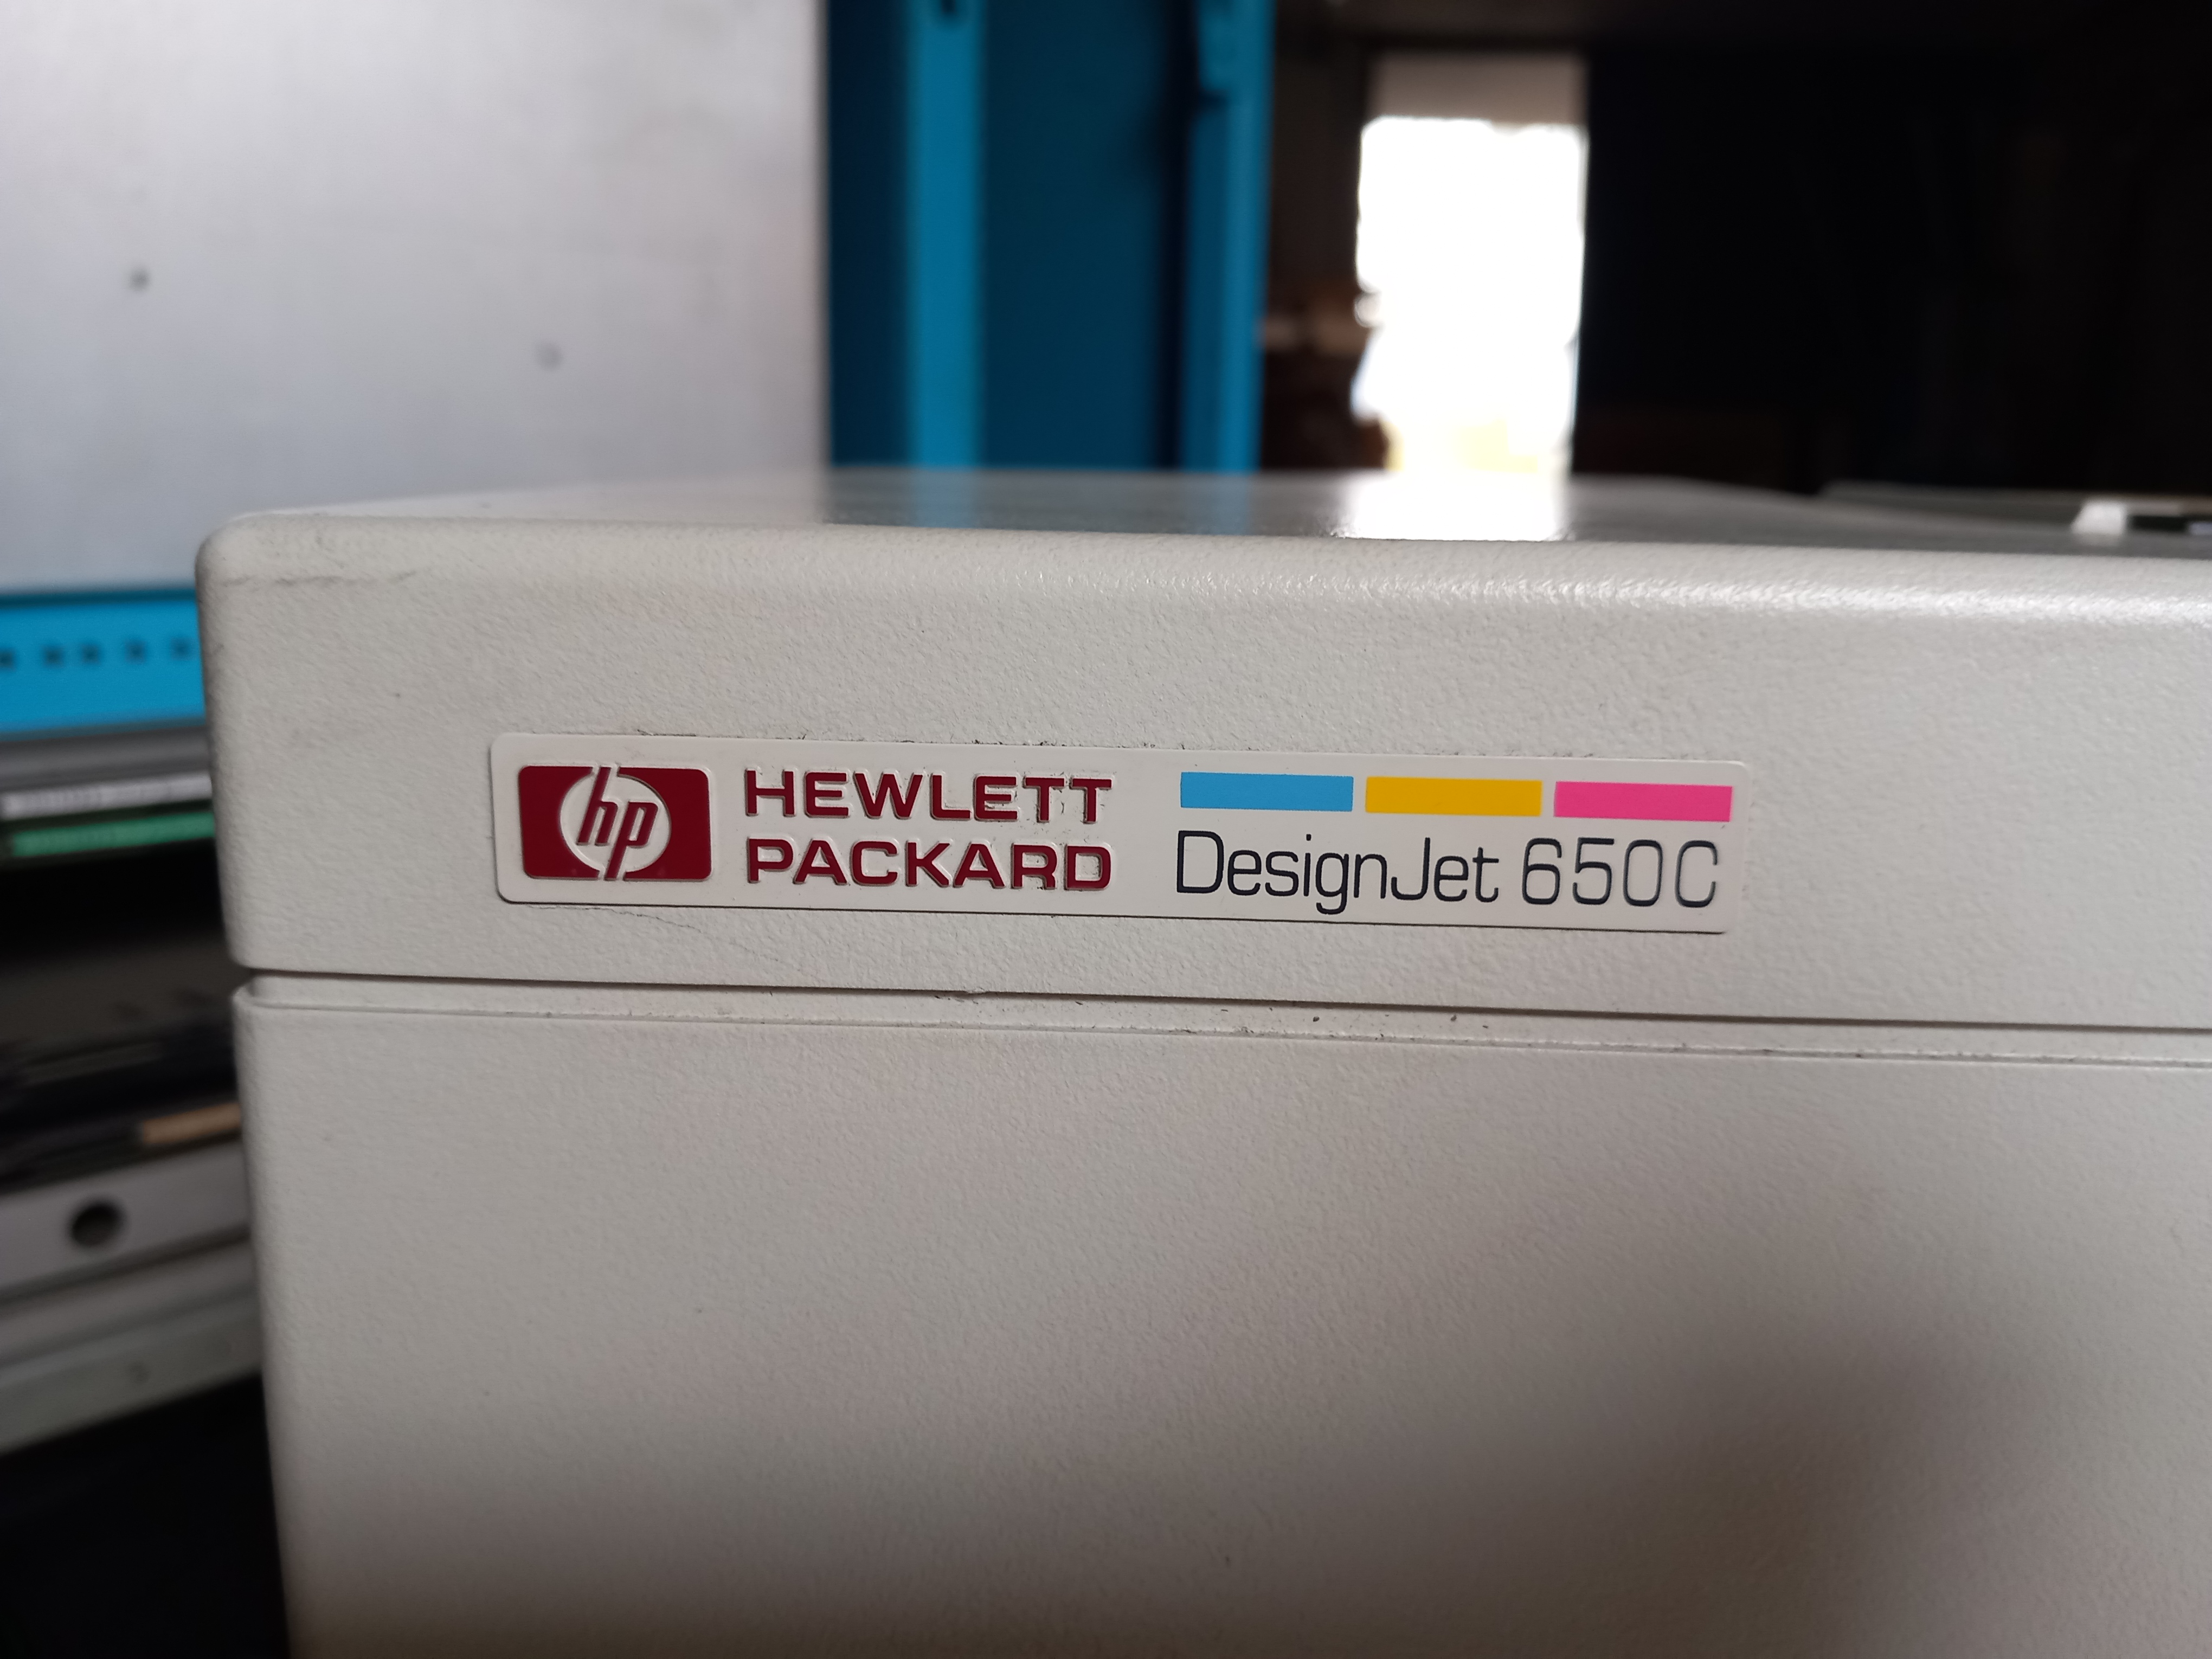 hp
HEWLETT
PACKARD
DesignJet 650C